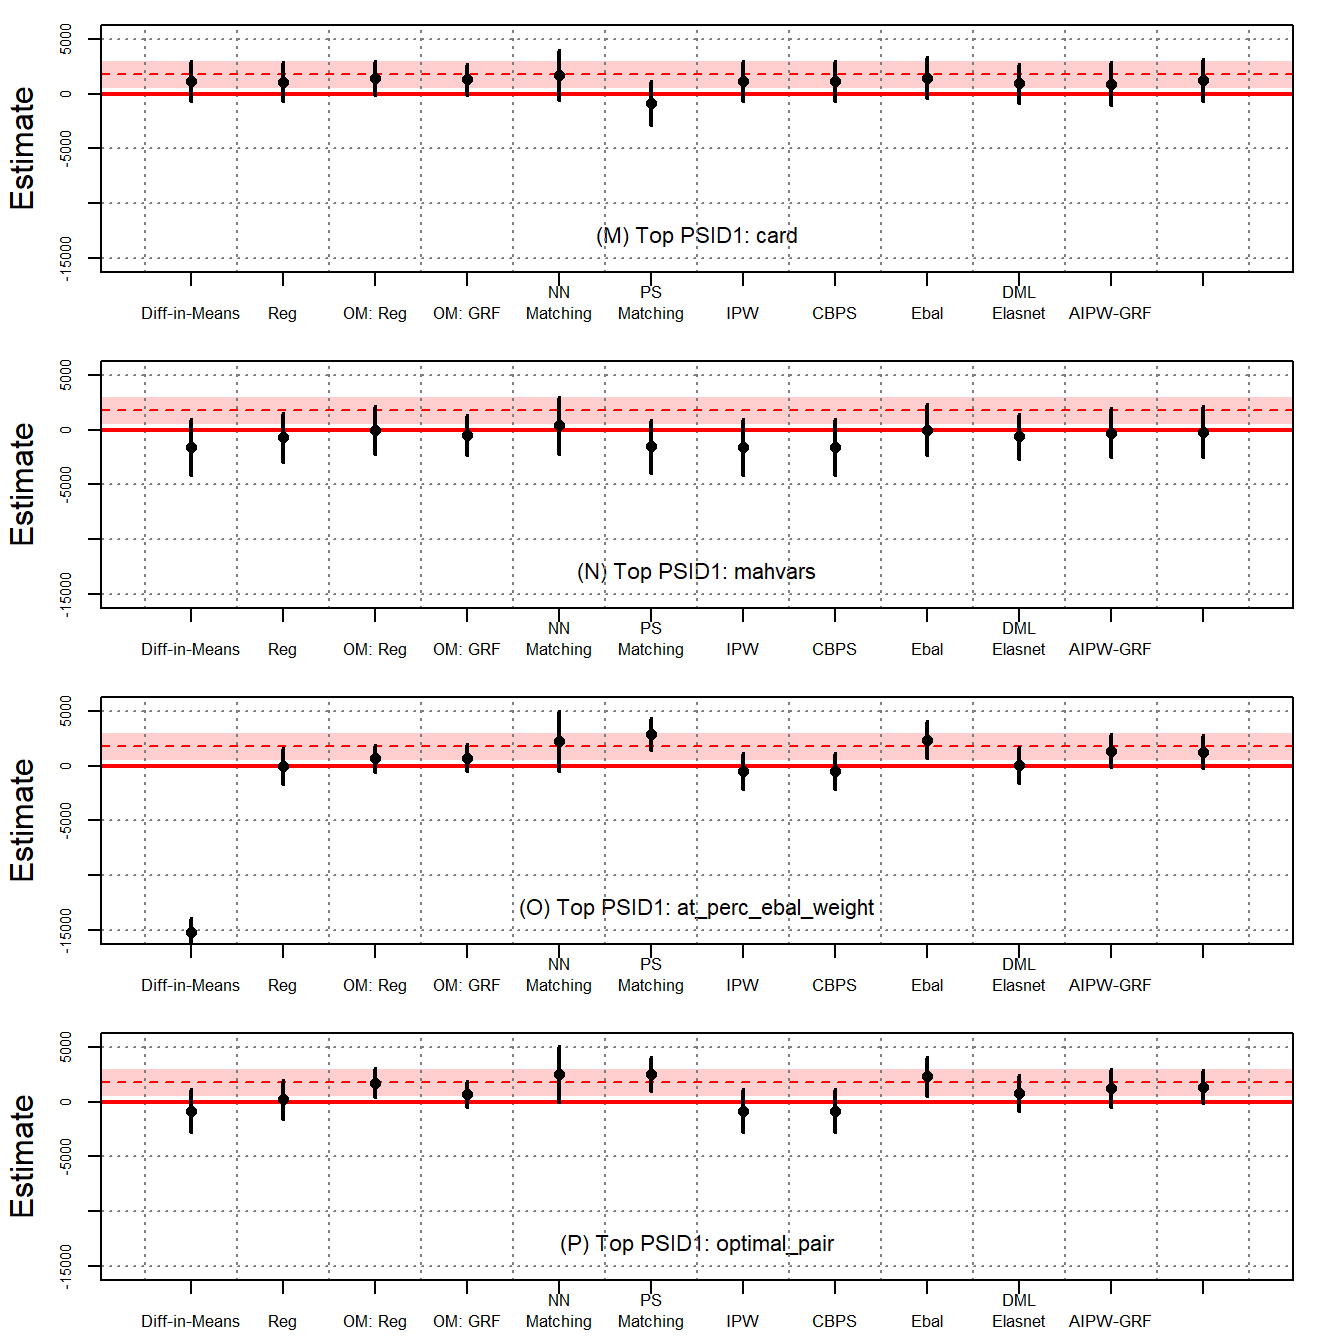 Estimate
5000
0
-5000
-15000
(M) Top PSID1: card
Diff-in-Means Reg OM: Reg OM: GRF NN Matching PS Matching IPW CBPS Ebal DML Elasnet AIPW-GRF
Estimate
5000
0
-5000
-15000
(N) Top PSID1: mahvars
Diff-in-Means Reg OM: Reg OM: GRF NN Matching PS Matching IPW CBPS Ebal DML Elasnet AIPW-GRF
Estimate
5000
0
-5000
-15000
(O) Top PSID1: at_perc_ebal_weight
Diff-in-Means Reg OM: Reg OM: GRF NN Matching PS Matching IPW CBPS Ebal DML Elasnet AIPW-GRF
Estimate
5000
0
-5000
-15000
(P) Top PSID1: optimal_pair
Diff-in-Means Reg OM: Reg OM: GRF NN Matching PS Matching IPW CBPS Ebal DML Elasnet AIPW-GRF